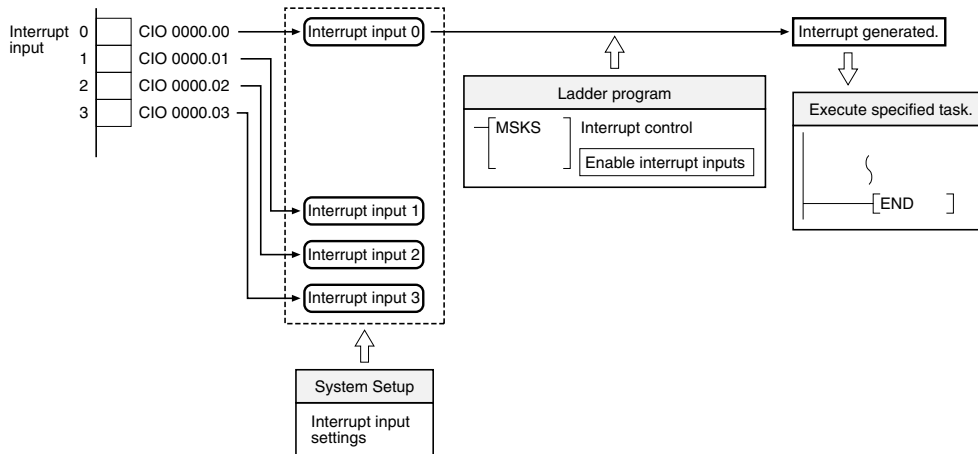 Interrupt
input
0 CIO 0000.00
1 CIO 0000.01
2 CIO 0000.02
3 CIO 0000.03
Interrupt input 0
Interrupt input 1
Interrupt input 2
Interrupt input 3
System Setup
Interrupt input
settings
Ladder program
MSKS Interrupt control
Enable interrupt inputs
Interrupt generated.
Execute specified task.
END